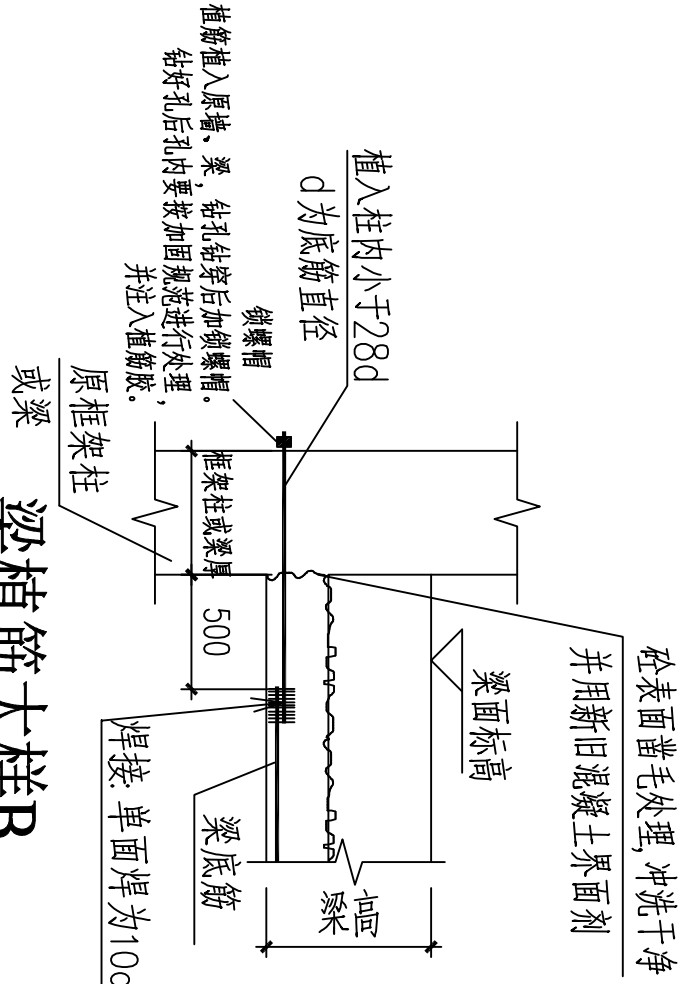 砼表面凿毛处理,冲洗干净
并用新旧混凝土界面剂
植入柱内小于28d
d为底筋直径
梁面标高
梁高
锁螺帽
植筋植入原墙、梁,钻孔钻穿后加锁螺帽。
钻好孔后孔内要按加固规范进行处理,
并注入植筋胶。
框架柱或梁厚
500
梁底筋
原框架柱
或梁
焊接:单面焊为10d
梁植筋大样B